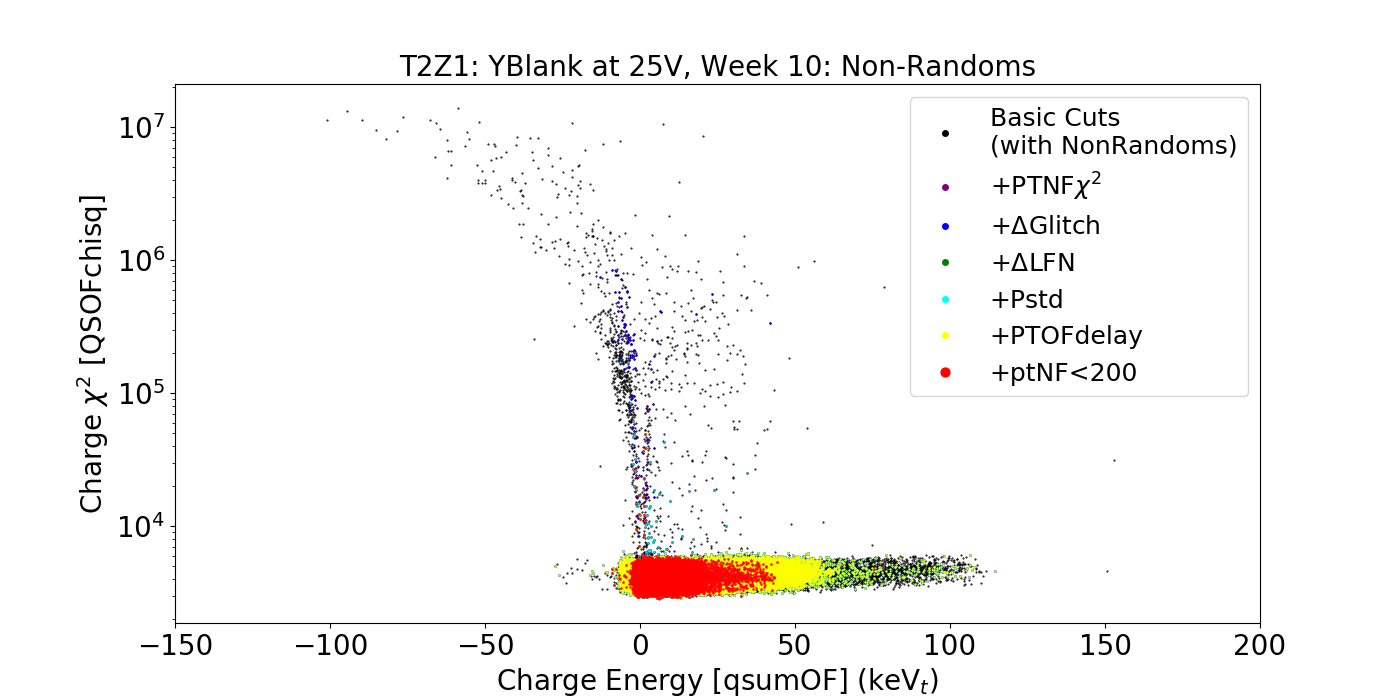 T2Z1: YBlank at 25V, Week 10: Non-Randoms
Charge χ² [QSOFchisq]
10⁷
10⁶
10⁵
10⁴
Basic Cuts
(with NonRandoms)
+PTNFχ²
+ΔGlitch
+ΔLFN
+Pstd
+PTOFdelay
+ptNF<200
−150 −100 −50 0 50 100 150 200
Charge Energy [qsumOF] (keVₜ)